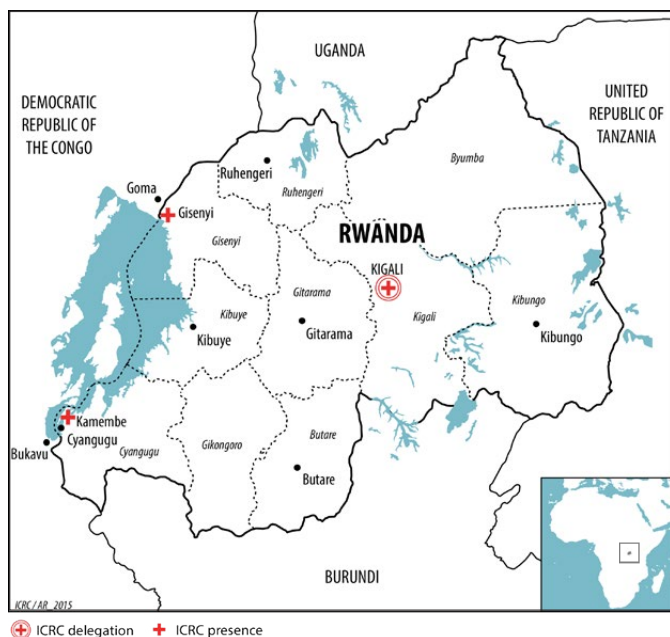 UGANDA
DEMOCRATIC
REPUBLIC OF
THE CONGO
UNITED
REPUBLIC OF
TANZANIA
Byumba
Ruhengeri
Ruhengeri
Goma
Gisenyi
Gisenyi
RWANDA
KIGALI
Gitarama
Kibuye
Kibungo
Kigali
Gitarama
Kibungo
Kibuye
Kamembe
Cyangugu
Bukavu
Cyangugu
Gikongoro
Butare
Butare
BURUNDI
ICRC / AR_2015
ICRC delegation
ICRC presence